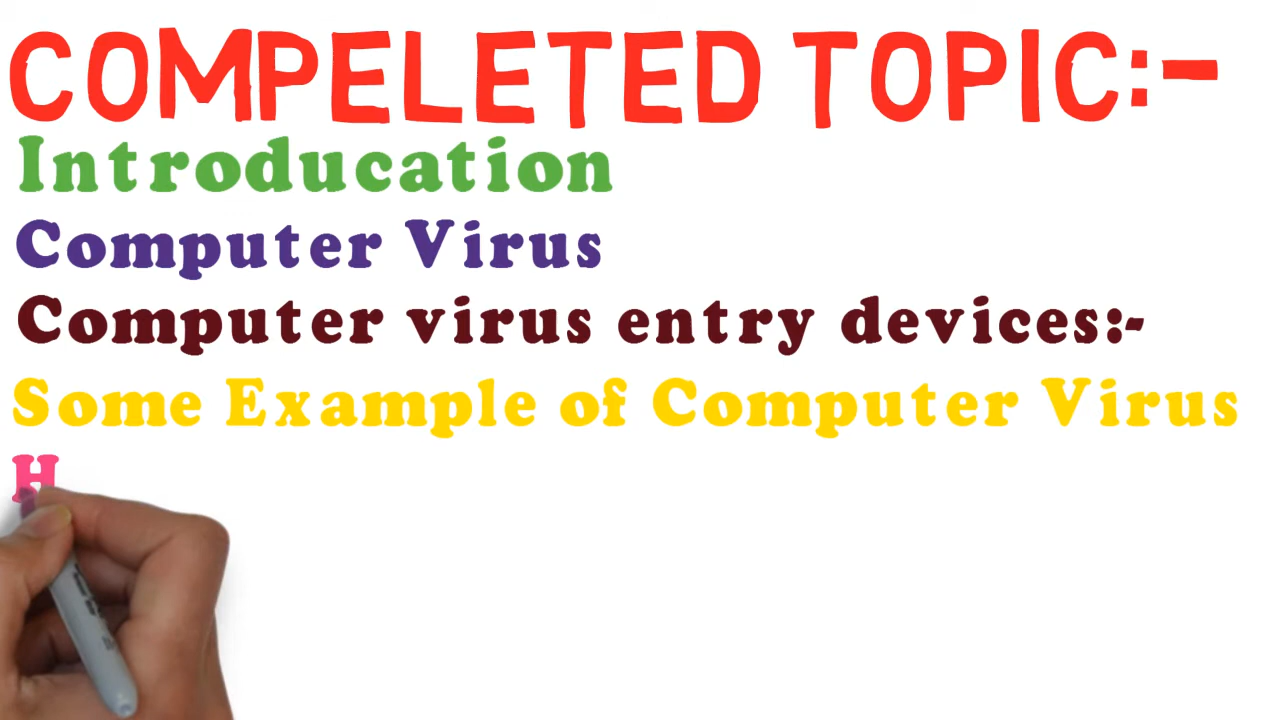 COMPELETED TOPIC:-
Introducation
Computer Virus
Computer virus entry devices:-
Some Example of Computer Virus
H